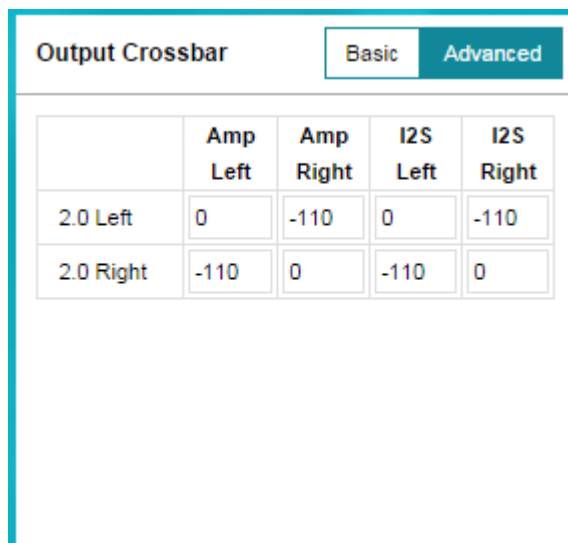 Output Crossbar Basic Advanced
Amp Amp I2S I2S
Left Right Left Right
2.0 Left 0 -110 0 -110
2.0 Right -110 0 -110 0